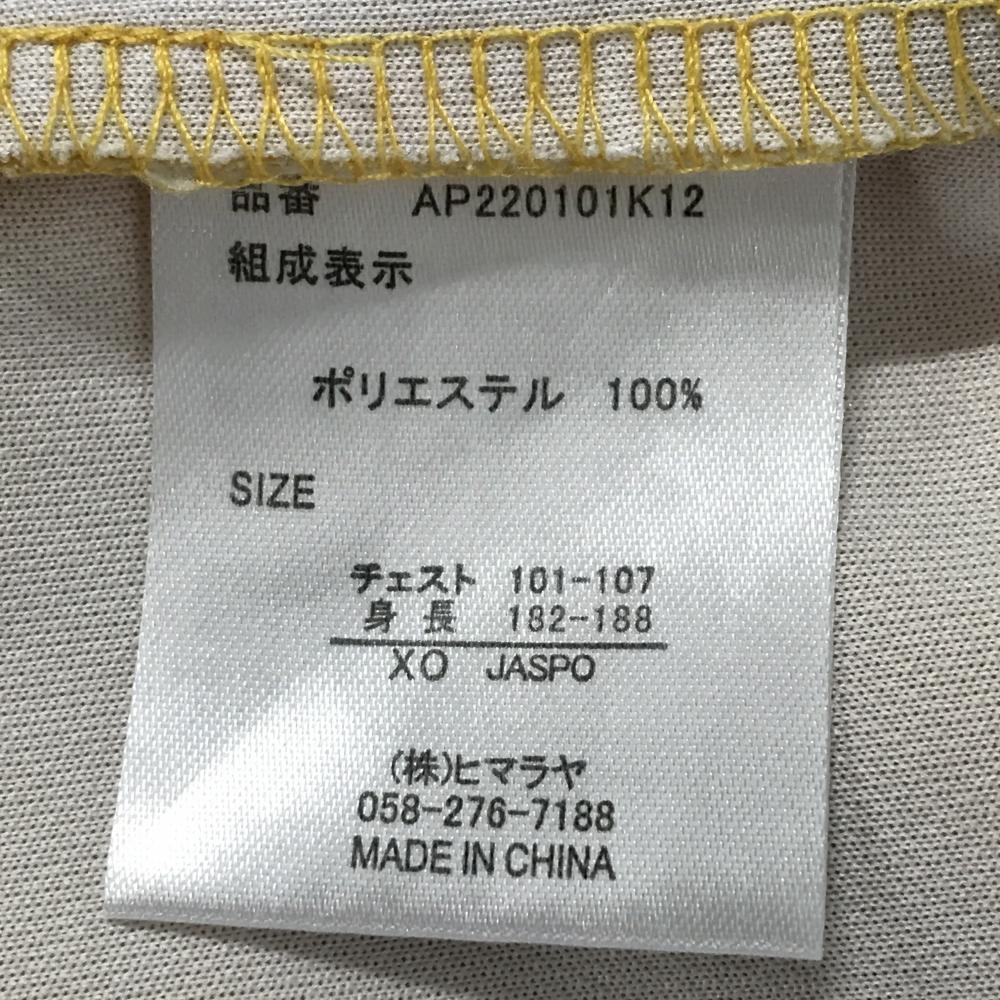 品番 AP220101K12
組成表示
ポリエステル 100%
SIZE
チェスト 101-107
身長 182-188
XO JASPO
(株)ヒマラヤ
058-276-7188
MADE IN CHINA